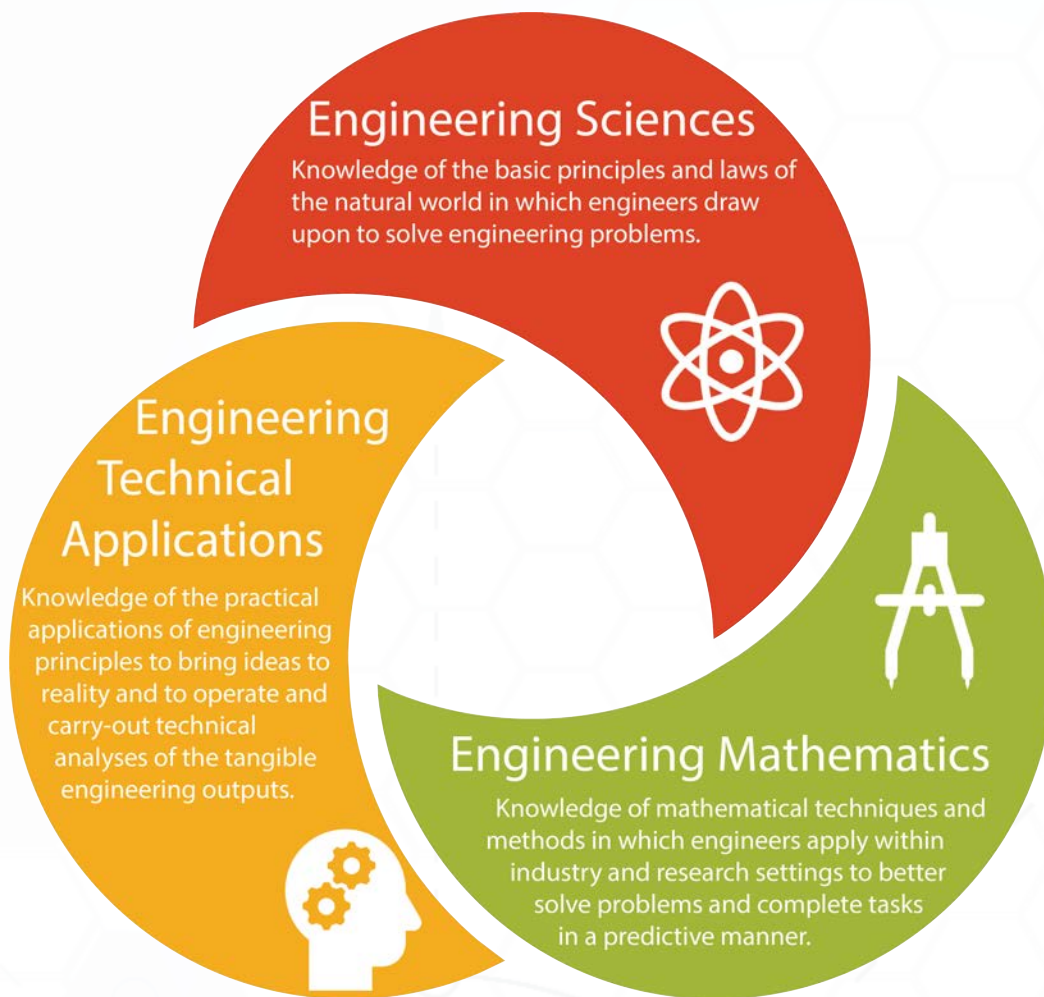 Engineering Sciences
Knowledge of the basic principles and laws of
the natural world in which engineers draw
upon to solve engineering problems.
Engineering
Technical
Applications
Knowledge of the practical
applications of engineering
principles to bring ideas to
reality and to operate and
carry-out technical
analyses of the tangible
engineering outputs.
Engineering Mathematics
Knowledge of mathematical techniques and
methods in which engineers apply within
industry and research settings to better
solve problems and complete tasks
in a predictive manner.